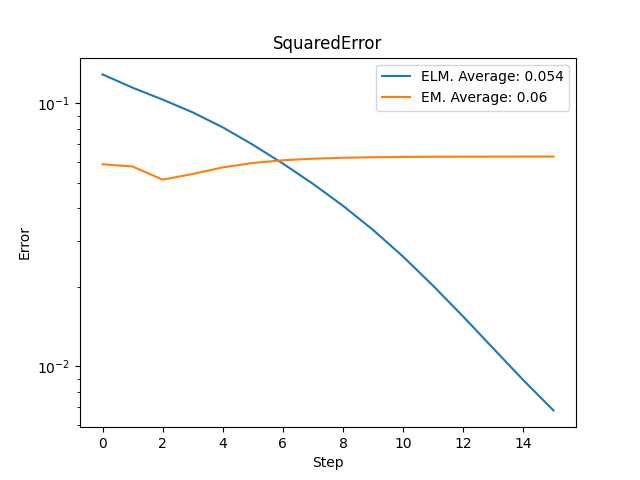 SquaredError
ELM. Average: 0.054
EM. Average: 0.06
10⁻¹
10⁻²
Error
0 2 4 6 8 10 12 14
Step